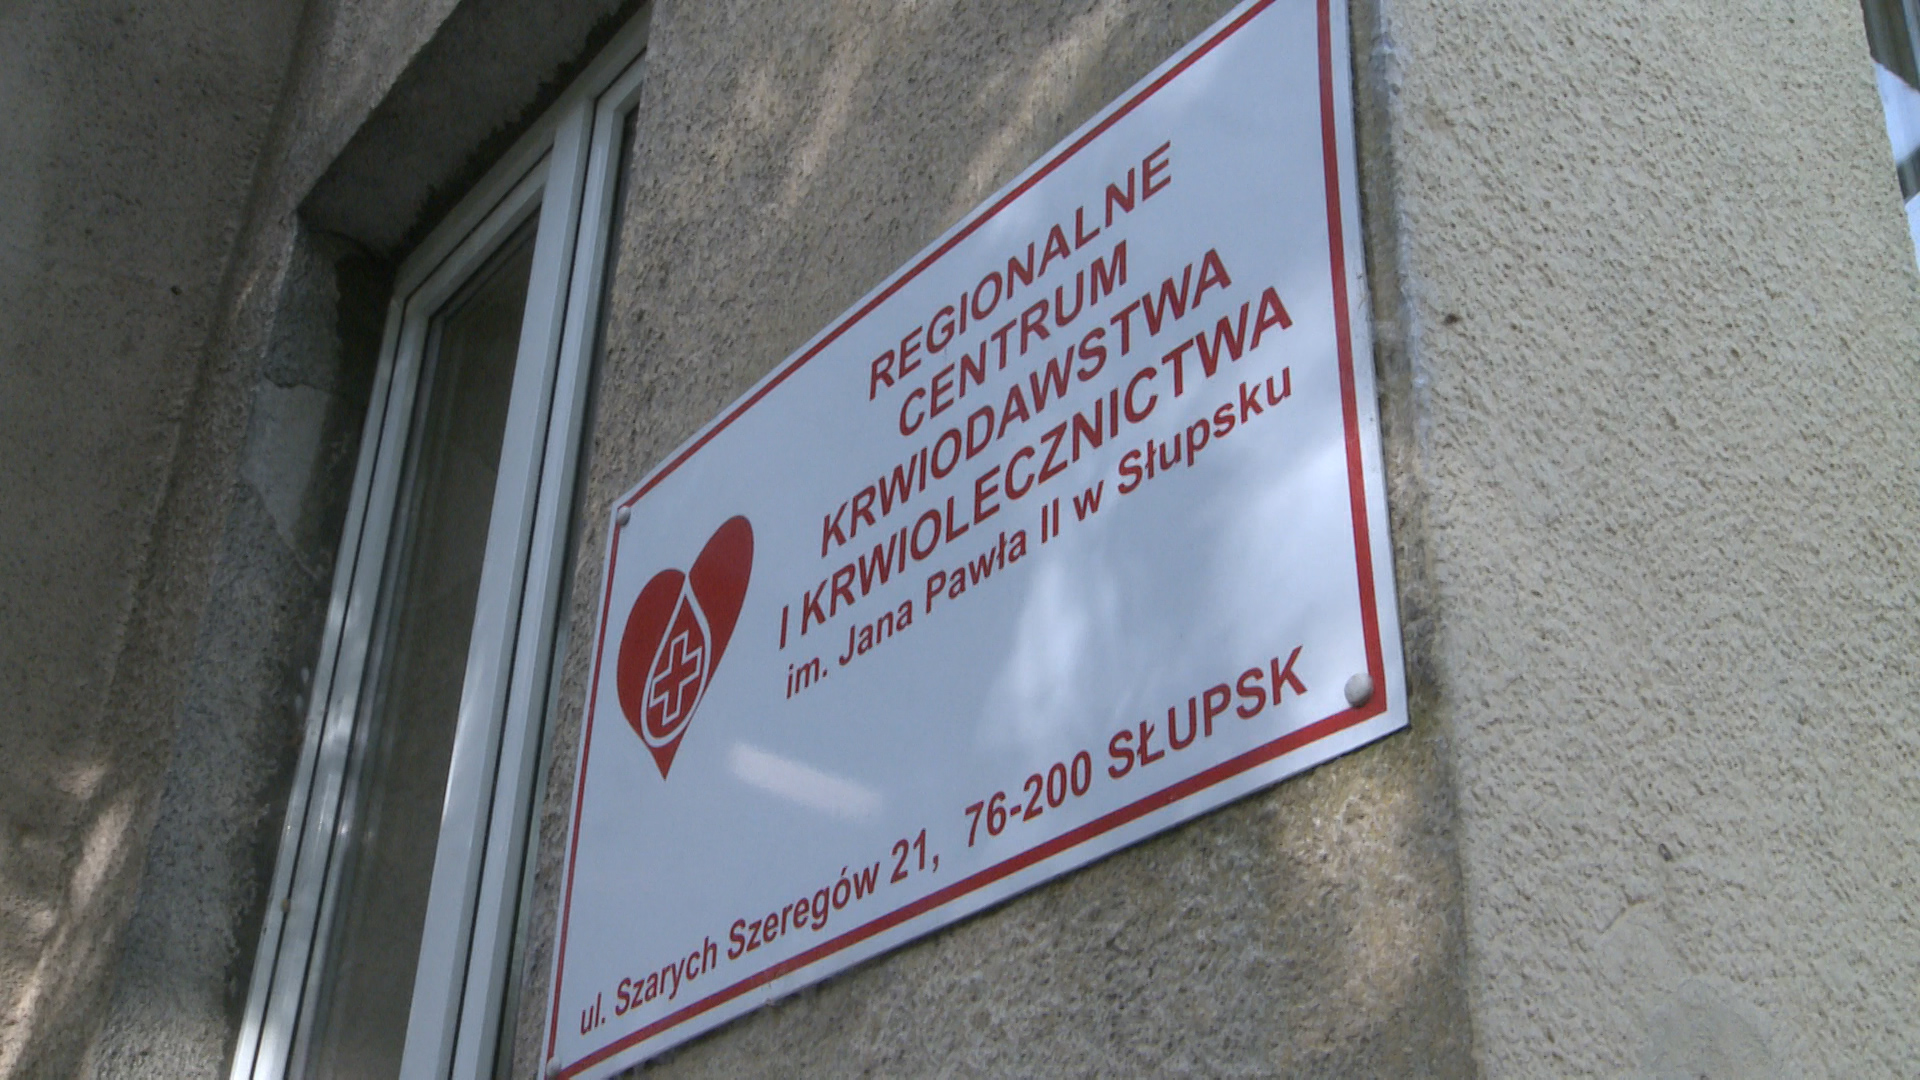 REGIONALNE
CENTRUM
KRWIODAWSTWA
I KRWIOLECZNICTWA
im. Jana Pawła II w Słupsku
ul. Szarych Szeregów 21, 76-200 SŁUPSK